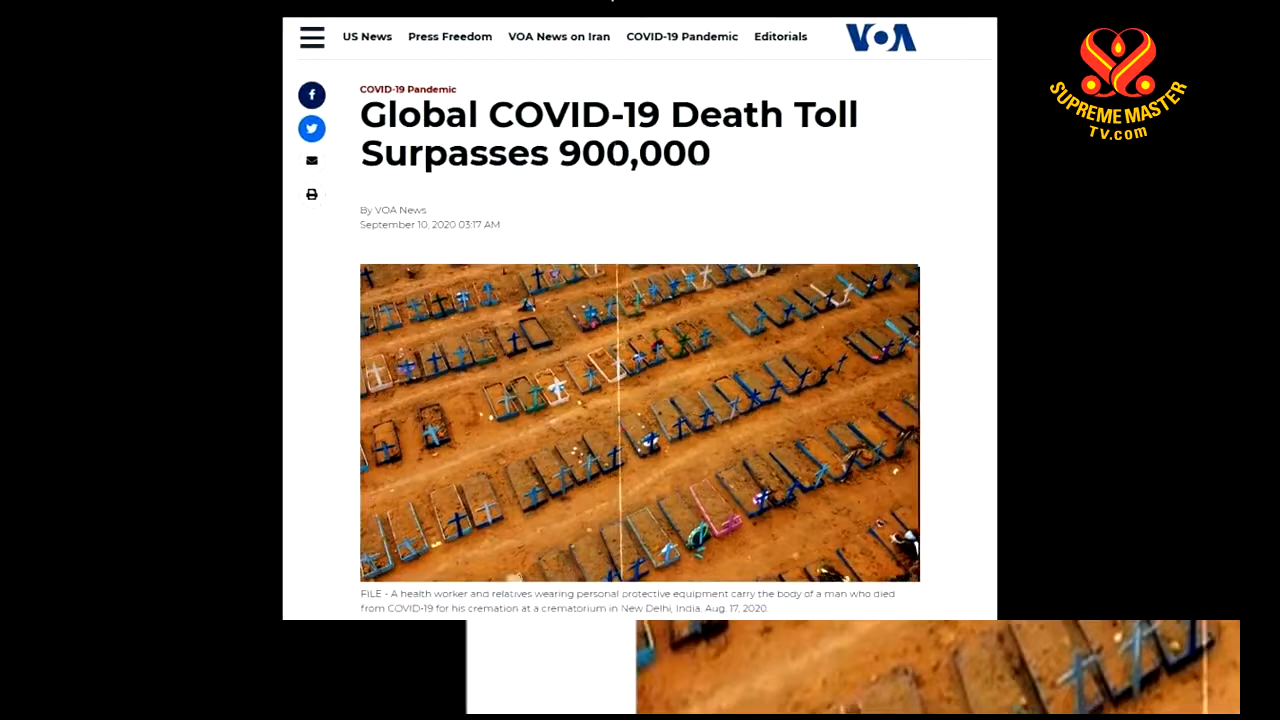 US News Press Freedom VOA News on Iran COVID-19 Pandemic Editorials VOA
SUPREME MASTER
TV.com
COVID-19 Pandemic
Global COVID-19 Death Toll
Surpasses 900,000
By VOA News
September 10, 2020 03:17 AM
FILE - A health worker and relatives wearing personal protective equipment carry the body of a man who died
from COVID-19 for his cremation at a crematorium in New Delhi, India, Aug. 17, 2020.